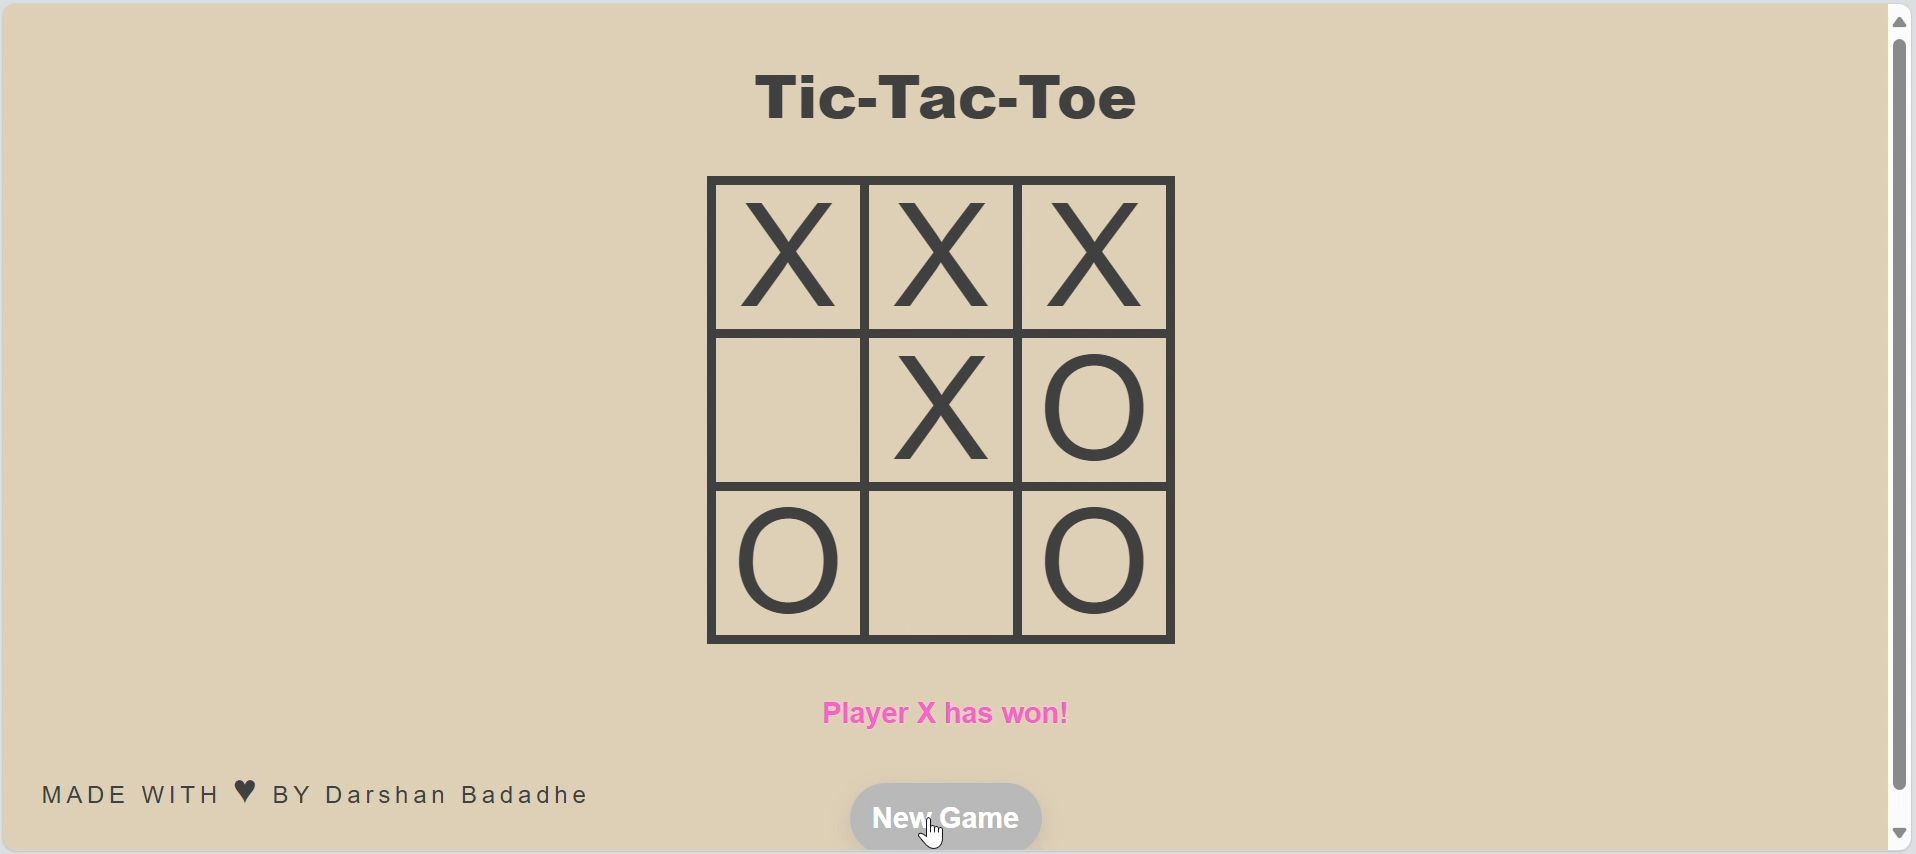 Tic-Tac-Toe
X X X
X O
O O
Player X has won!
MADE WITH ♥ BY Darshan Badadhe
New Game